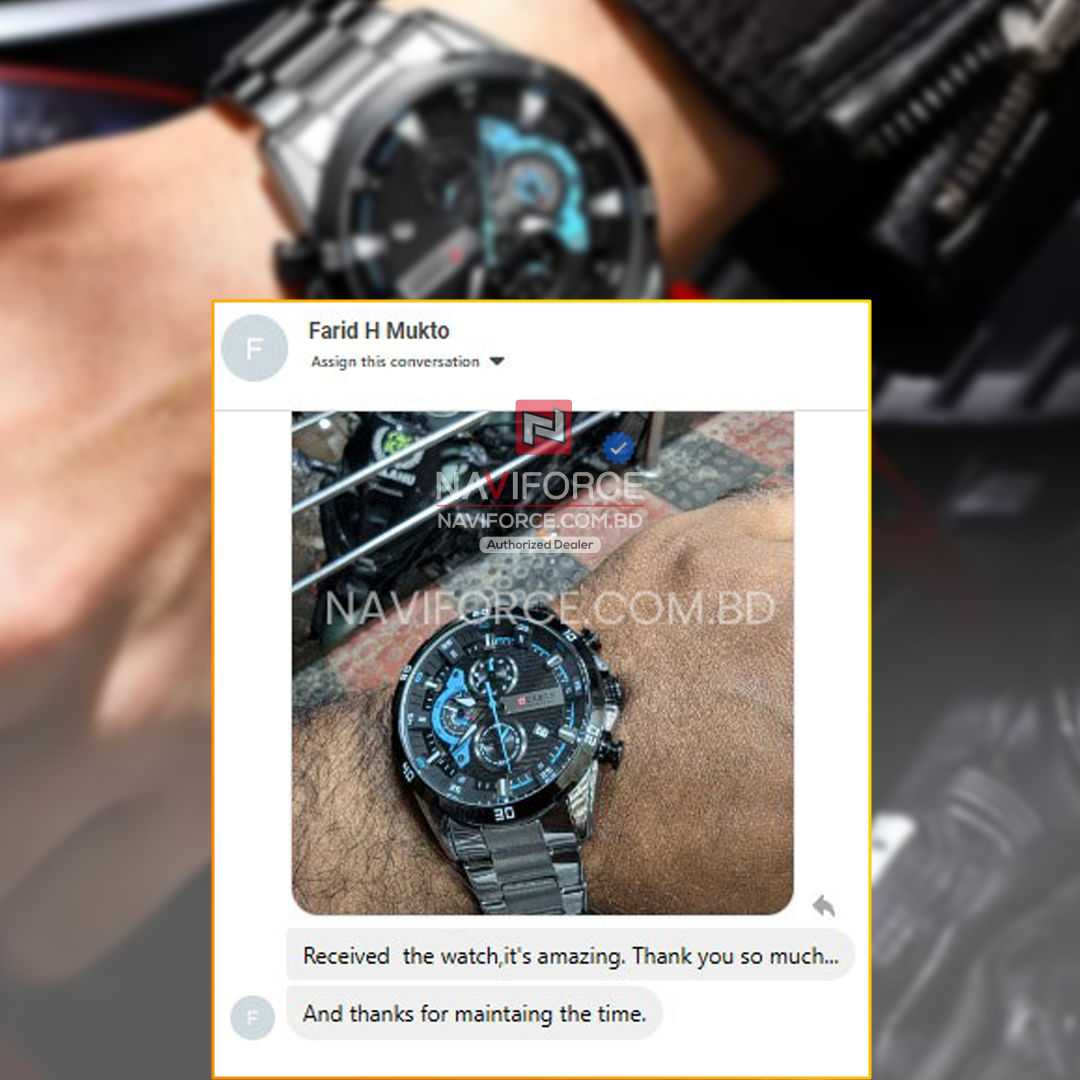 Farid H Mukto
F
Assign this conversation
NAVIFORCE
NAVIFORCE.COM.BD
Authorized Dealer
NAVIFORCE.COM.BD
30
Received  the watch,it's amazing. Thank you so much...
F
And thanks for maintaing the time.